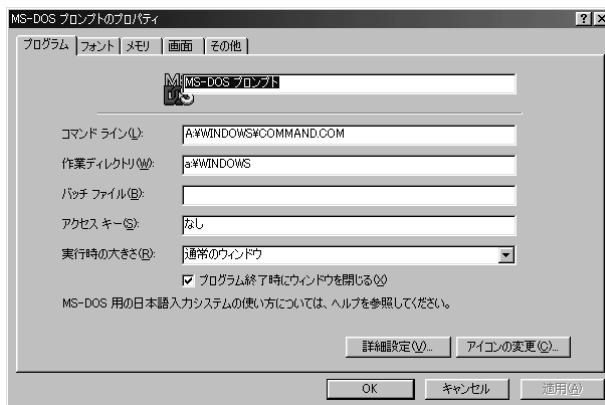 MS-DOS プロンプトのプロパティ
プログラム フォント メモリ 画面 その他
MS-DOS プロンプト
コマンド ライン(L): A:¥WINDOWS¥COMMAND.COM
作業ディレクトリ(W): a:¥WINDOWS
バッチ ファイル(B):
アクセス キー(S): なし
実行時の大きさ(R): 通常のウィンドウ
プログラム終了時にウィンドウを閉じる(X)
MS-DOS 用の日本語入力システムの使い方については、ヘルプを参照してください。
詳細設定(V)... アイコンの変更(C)...
OK キャンセル 適用(A)